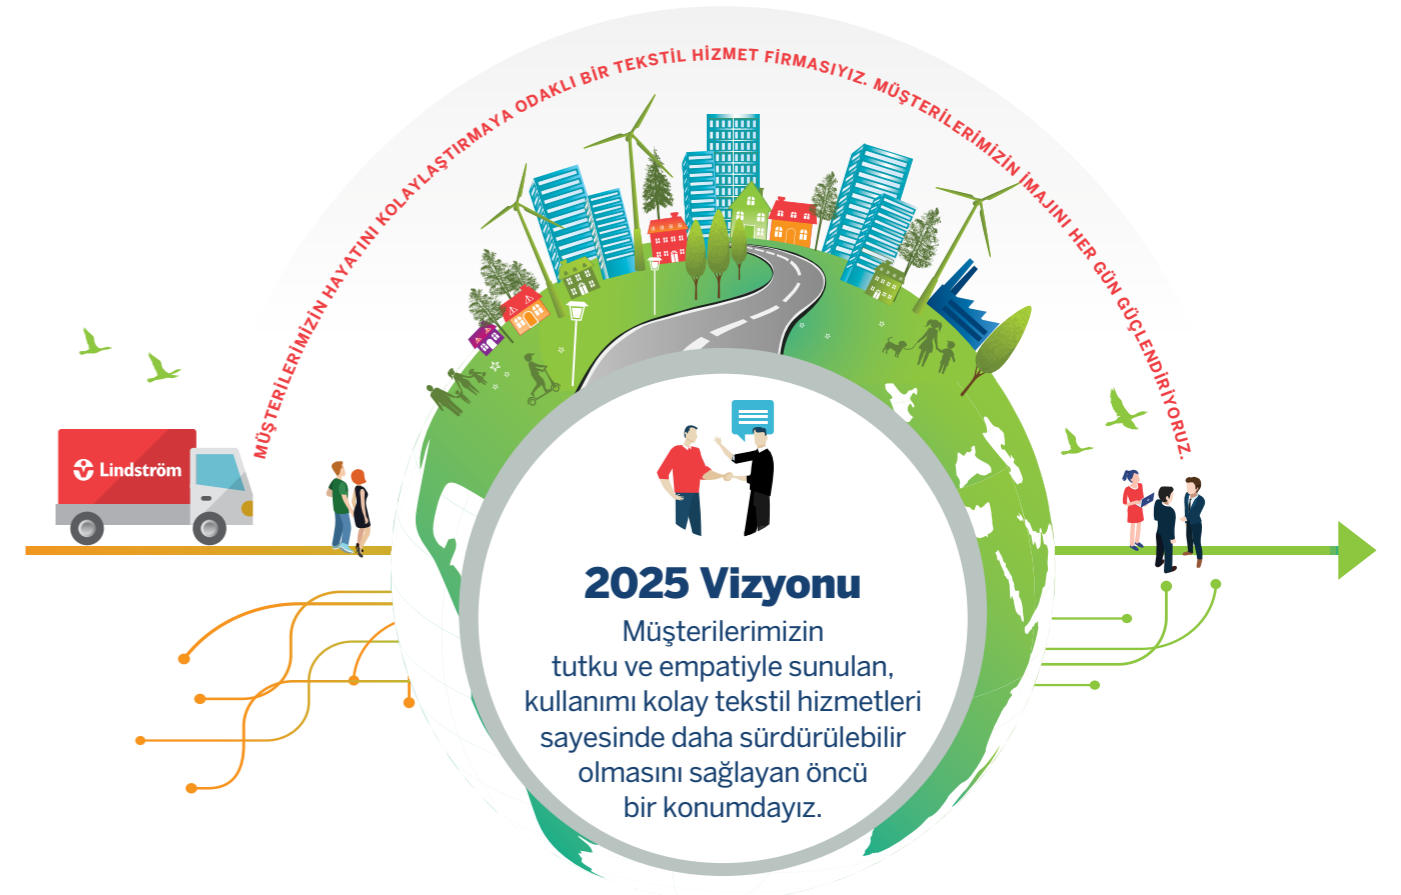 MÜŞTERİLERİMİZİN HAYATINI KOLAYLAŞTIRMAYA ODAKLI BİR TEKSTİL HİZMET FİRMASIYIZ. MÜŞTERİLERİMİZİN İMAJINI HER GÜN GÜÇLENDİRİYORUZ.
Lindström
2025 Vizyonu
Müşterilerimizin
tutku ve empatiyle sunulan,
kullanımı kolay tekstil hizmetleri
sayesinde daha sürdürülebilir
olmasını sağlayan öncü
bir konumdayız.